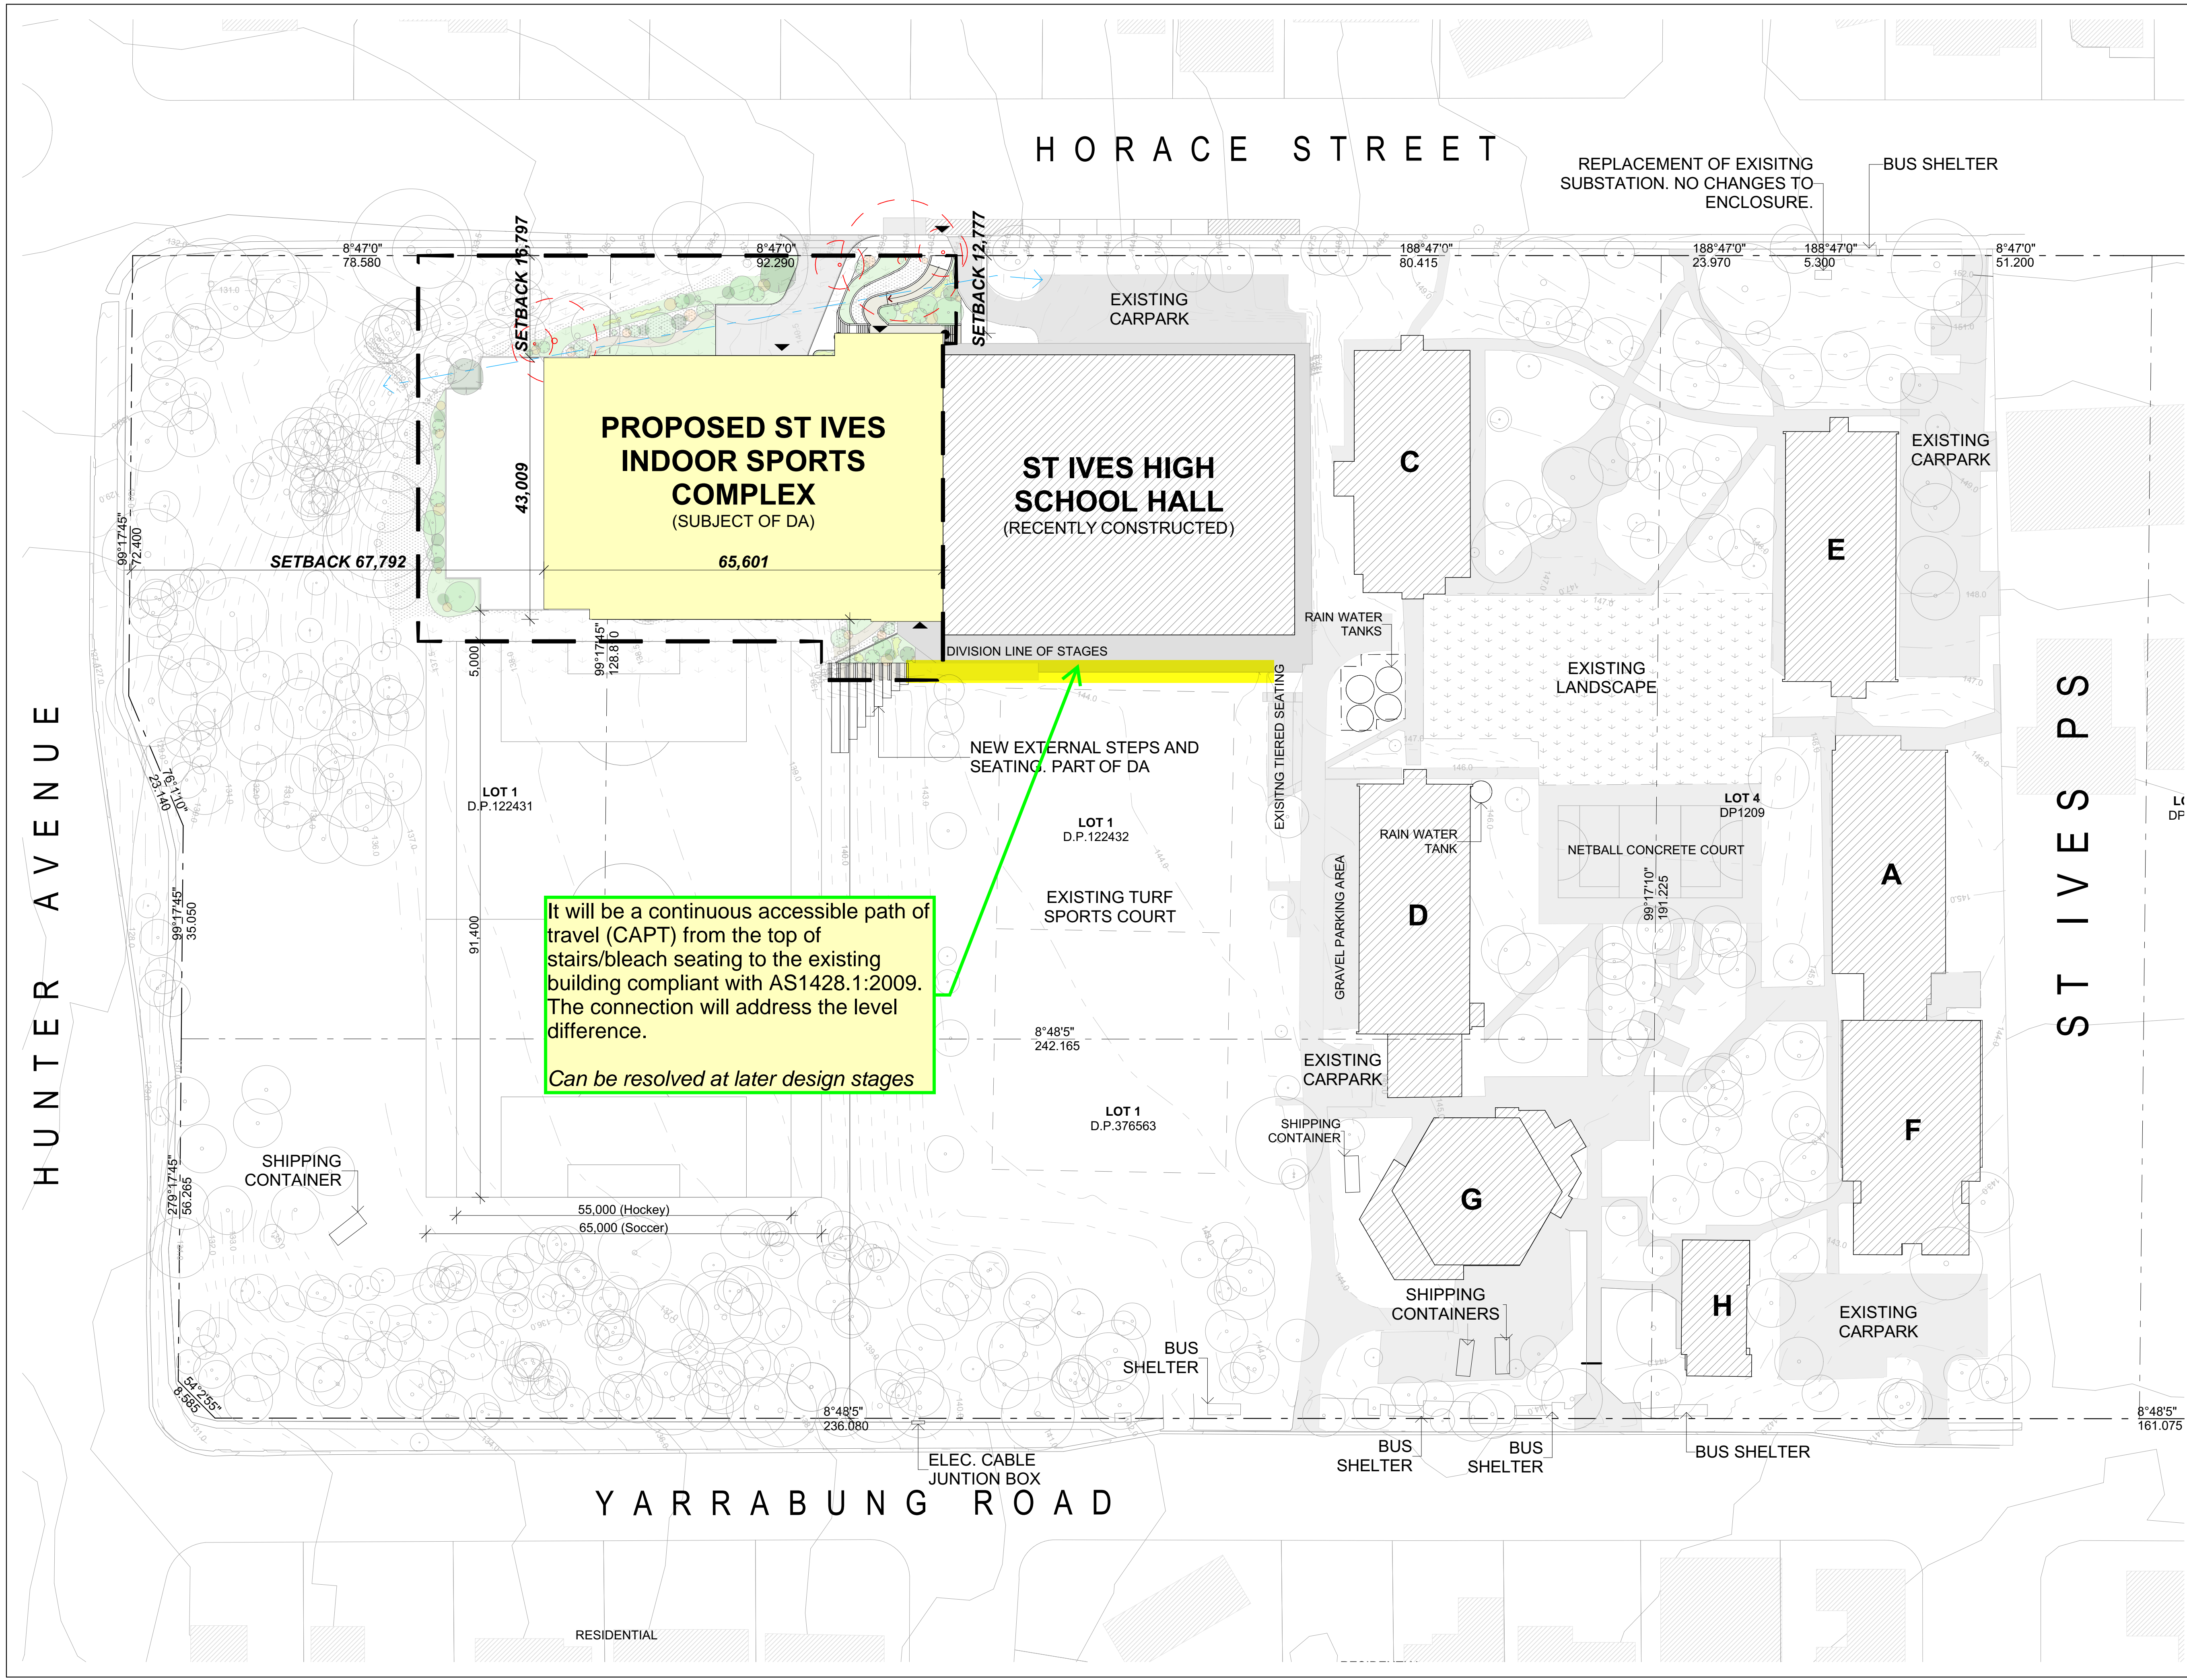 HORACE STREET
REPLACEMENT OF EXISITNG
SUBSTATION. NO CHANGES TO
ENCLOSURE.
BUS SHELTER
SETBACK 16,797
SETBACK 12,777
8°47'0"
78.580
8°47'0"
92.290
188°47'0"
80.415
188°47'0"
23.970
188°47'0"
5.300
8°47'0"
51.200
EXISTING
CARPARK
PROPOSED ST IVES
INDOOR SPORTS
COMPLEX
(SUBJECT OF DA)
43,009
65,601
SETBACK 67,792
ST IVES HIGH
SCHOOL HALL
(RECENTLY CONSTRUCTED)
C
E
EXISTING
CARPARK
99°17'45"
72.400
5,000
99°17'45"
128.810
DIVISION LINE OF STAGES
RAIN WATER
TANKS
EXISTING
LANDSCAPE
EXISITNG TIERED SEATING
NEW EXTERNAL STEPS AND
SEATING. PART OF DA
HUNTER AVENUE
ST IVES PS
76°1'10"
23.140
LOT 1
D.P.122431
LOT 1
D.P.122432
LOT 4
DP1209
RAIN WATER
TANK
NETBALL CONCRETE COURT
99°17'10"
191.225
GRAVEL PARKING AREA
D
A
EXISTING TURF
SPORTS COURT
99°17'45"
35.050
91,400
It will be a continuous accessible path of
travel (CAPT) from the top of
stairs/bleach seating to the existing
building compliant with AS1428.1:2009.
The connection will address the level
difference.
Can be resolved at later design stages
8°48'5"
242.165
EXISTING
CARPARK
LOT 1
D.P.376563
SHIPPING
CONTAINER
F
G
SHIPPING
CONTAINER
279°17'45"
56.265
55,000 (Hockey)
65,000 (Soccer)
SHIPPING
CONTAINERS
H
EXISTING
CARPARK
BUS
SHELTER
54°2'55"
8.585
8°48'5"
236.080
8°48'5"
161.075
ELEC. CABLE
JUNTION BOX
BUS
SHELTER
BUS
SHELTER
BUS SHELTER
YARRABUNG ROAD
RESIDENTIAL